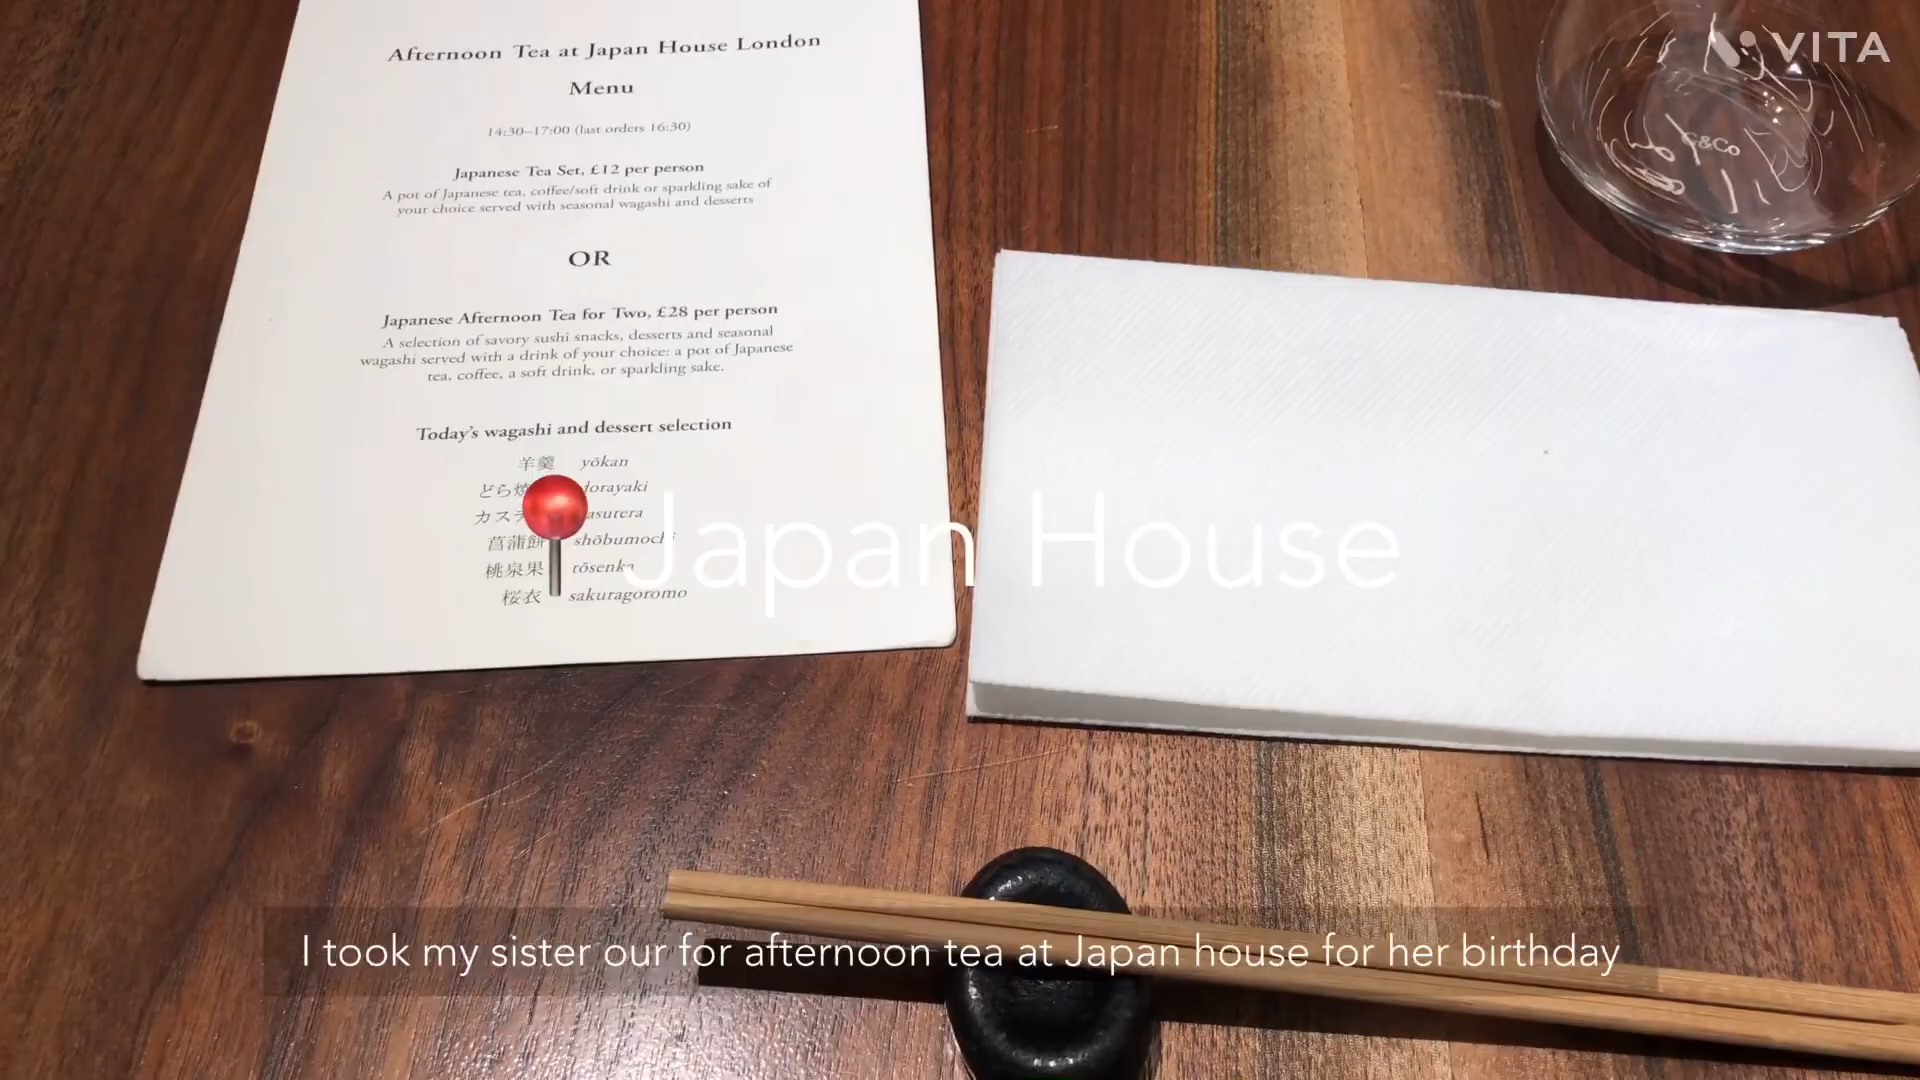 Afternoon Tea at Japan House London
Menu
14:30–17:00 (last orders 16:30)
Japanese Tea Set, £12 per person
A pot of Japanese tea, coffee/soft drink or sparkling sake of
your choice served with seasonal wagashi and desserts
OR
Japanese Afternoon Tea for Two, £28 per person
A selection of savory sushi snacks, desserts and seasonal
wagashi served with a drink of your choice: a pot of Japanese
tea, coffee, a soft drink, or sparkling sake.
Today's wagashi and dessert selection
羊羹 yōkan
どら焼
カステ
菖蒲餅 shōbumochi
桃泉果 tōsenka
桜衣 sakuragoromo
Japan House
VITA
G&Co
I took my sister our for afternoon tea at Japan house for her birthday